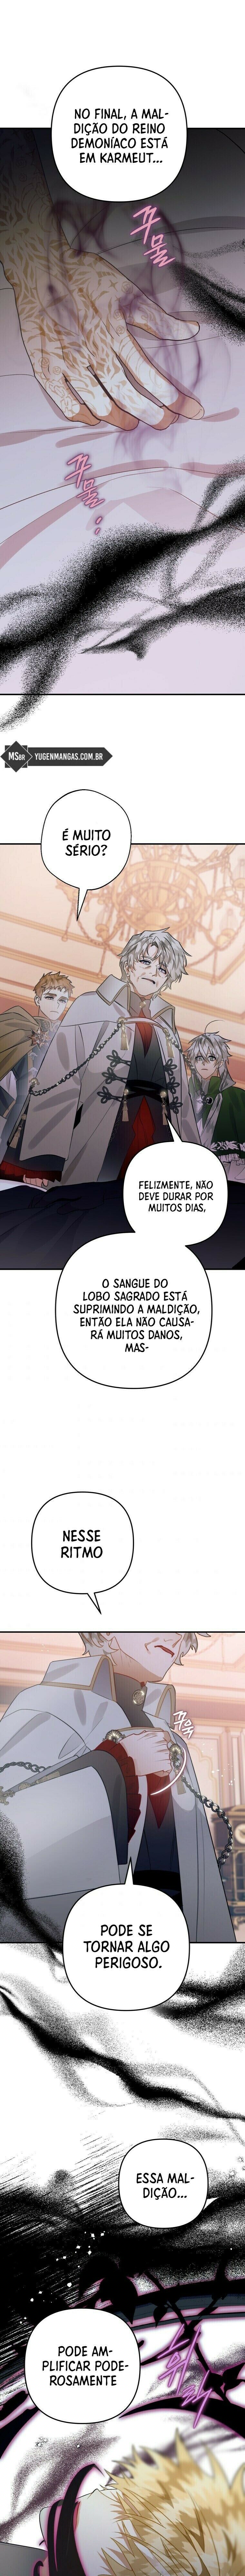 NO FINAL, A MAL-
DIÇÃO DO REINO
DEMONÍACO ESTÁ
EM KARMEUT...
꾸물
꾸물..
MSBR
YUGENMANGAS.COM.BR
É MUITO
SÉRIO?
FELIZMENTE, NÃO
DEVE DURAR POR
MUITOS DIAS,
O SANGUE DO
LOBO SAGRADO ESTÁ
SUPRIMINDO A MALDIÇÃO,
ENTÃO ELA NÃO CAUSA-
RÁ MUITOS DANOS,
MAS-
NESSE
RITMO
꾸욱
PODE SE
TORNAR ALGO
PERIGOSO.
ESSA MAL-
DIÇÃO...
PODE AM-
PLIFICAR PODE-
ROSAMENTE